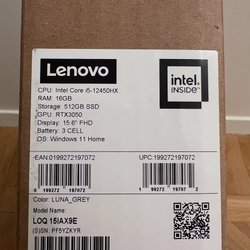 Lenovo
intel.
INSIDE™
CPU: Intel Core i5-12450HX
RAM: 16GB
Storage: 512GB SSD
GPU: RTX3050
Display: 15.6" FHD
Battery: 3 CELL
OS: Windows 11 Home
EAN:0199272197072
UPC:199272197072
0 199272 197072
1 99272 19707 2
Color Name: LUNA_GREY
Model Name:
LOQ 15IAX9E
(S)SN: PF5YZKYR